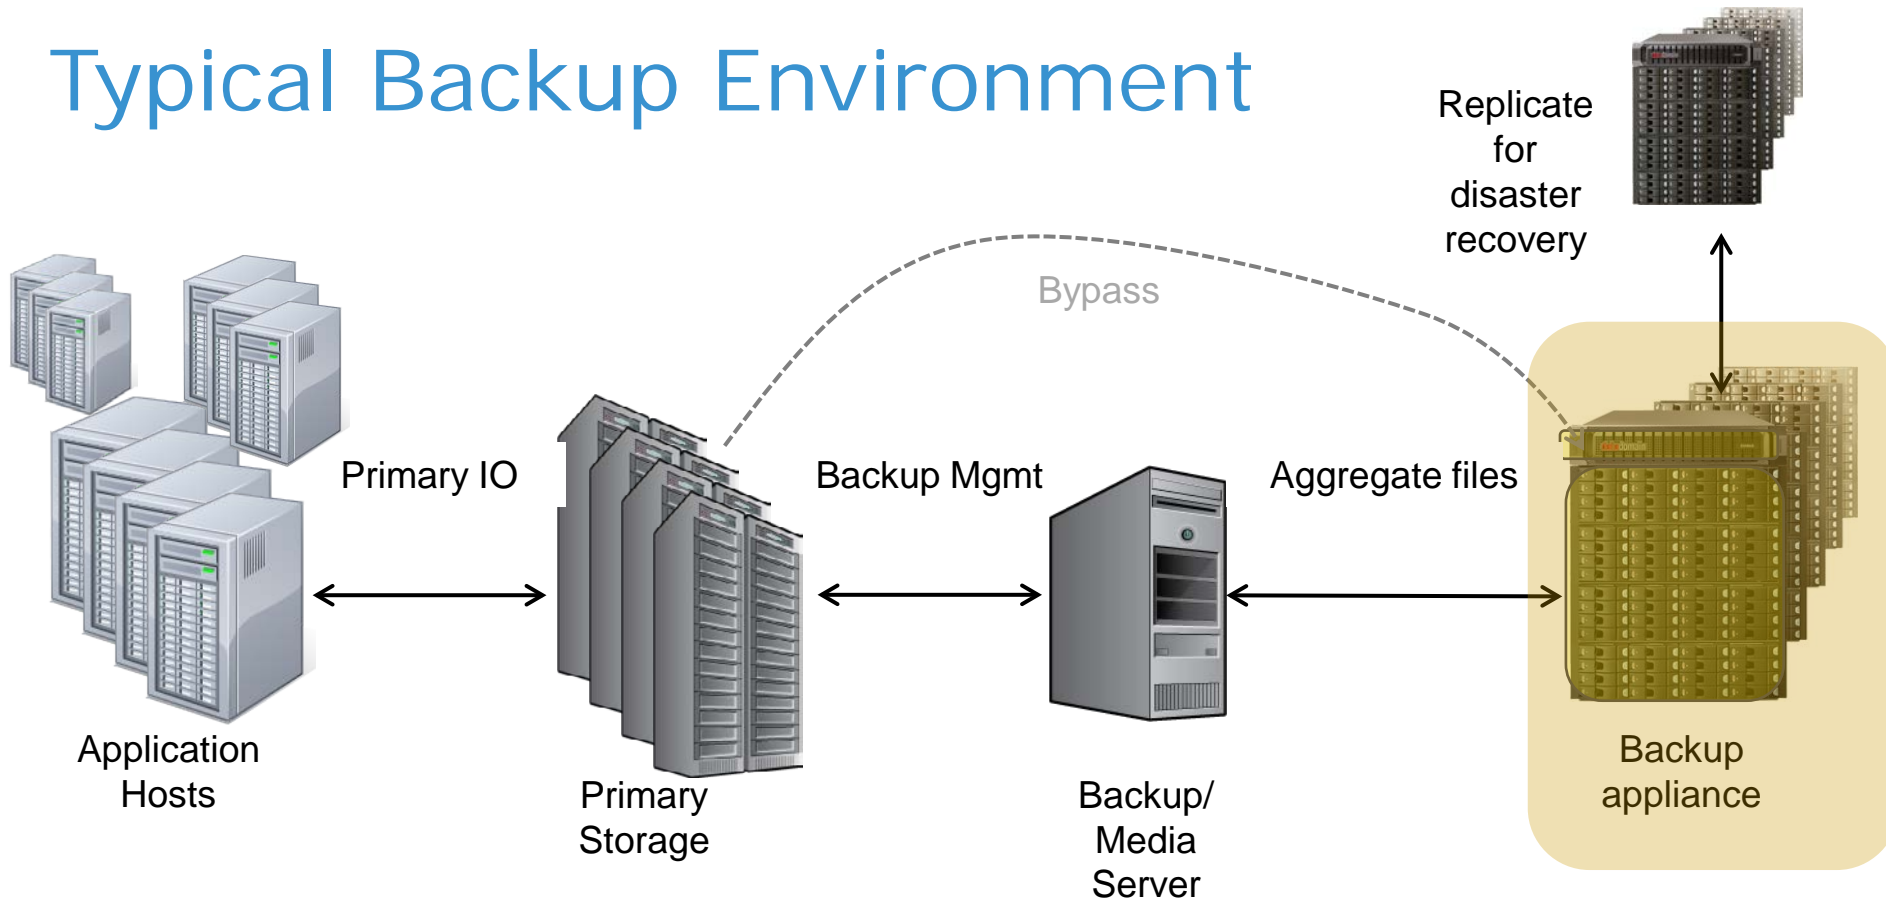 Typical Backup Environment
Replicate
for
disaster
recovery
Bypass
Primary IO
Backup Mgmt
Aggregate files
Application
Hosts
Primary
Storage
Backup/
Media
Server
Backup
appliance